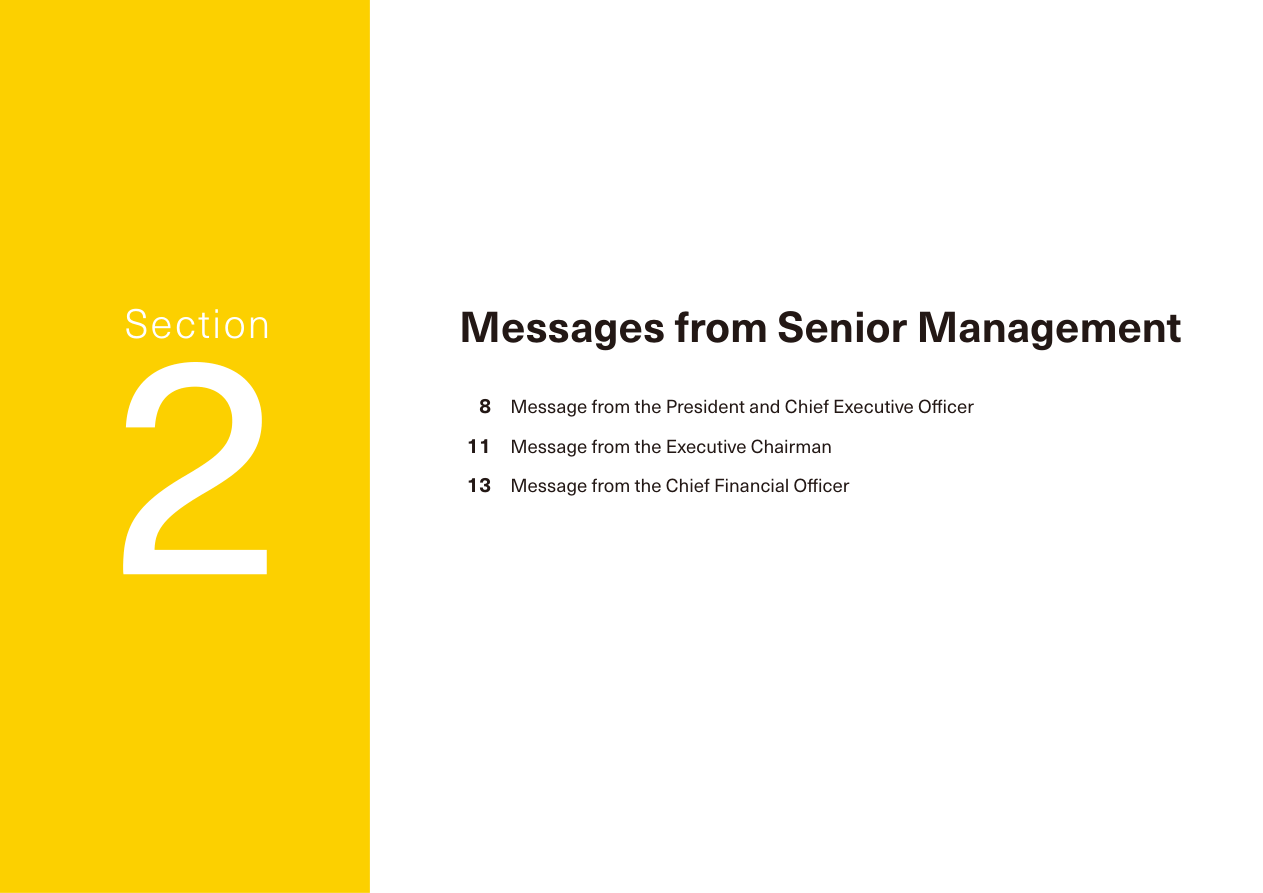 Section
2
Messages from Senior Management
8 Message from the President and Chief Executive Officer
11 Message from the Executive Chairman
13 Message from the Chief Financial Officer